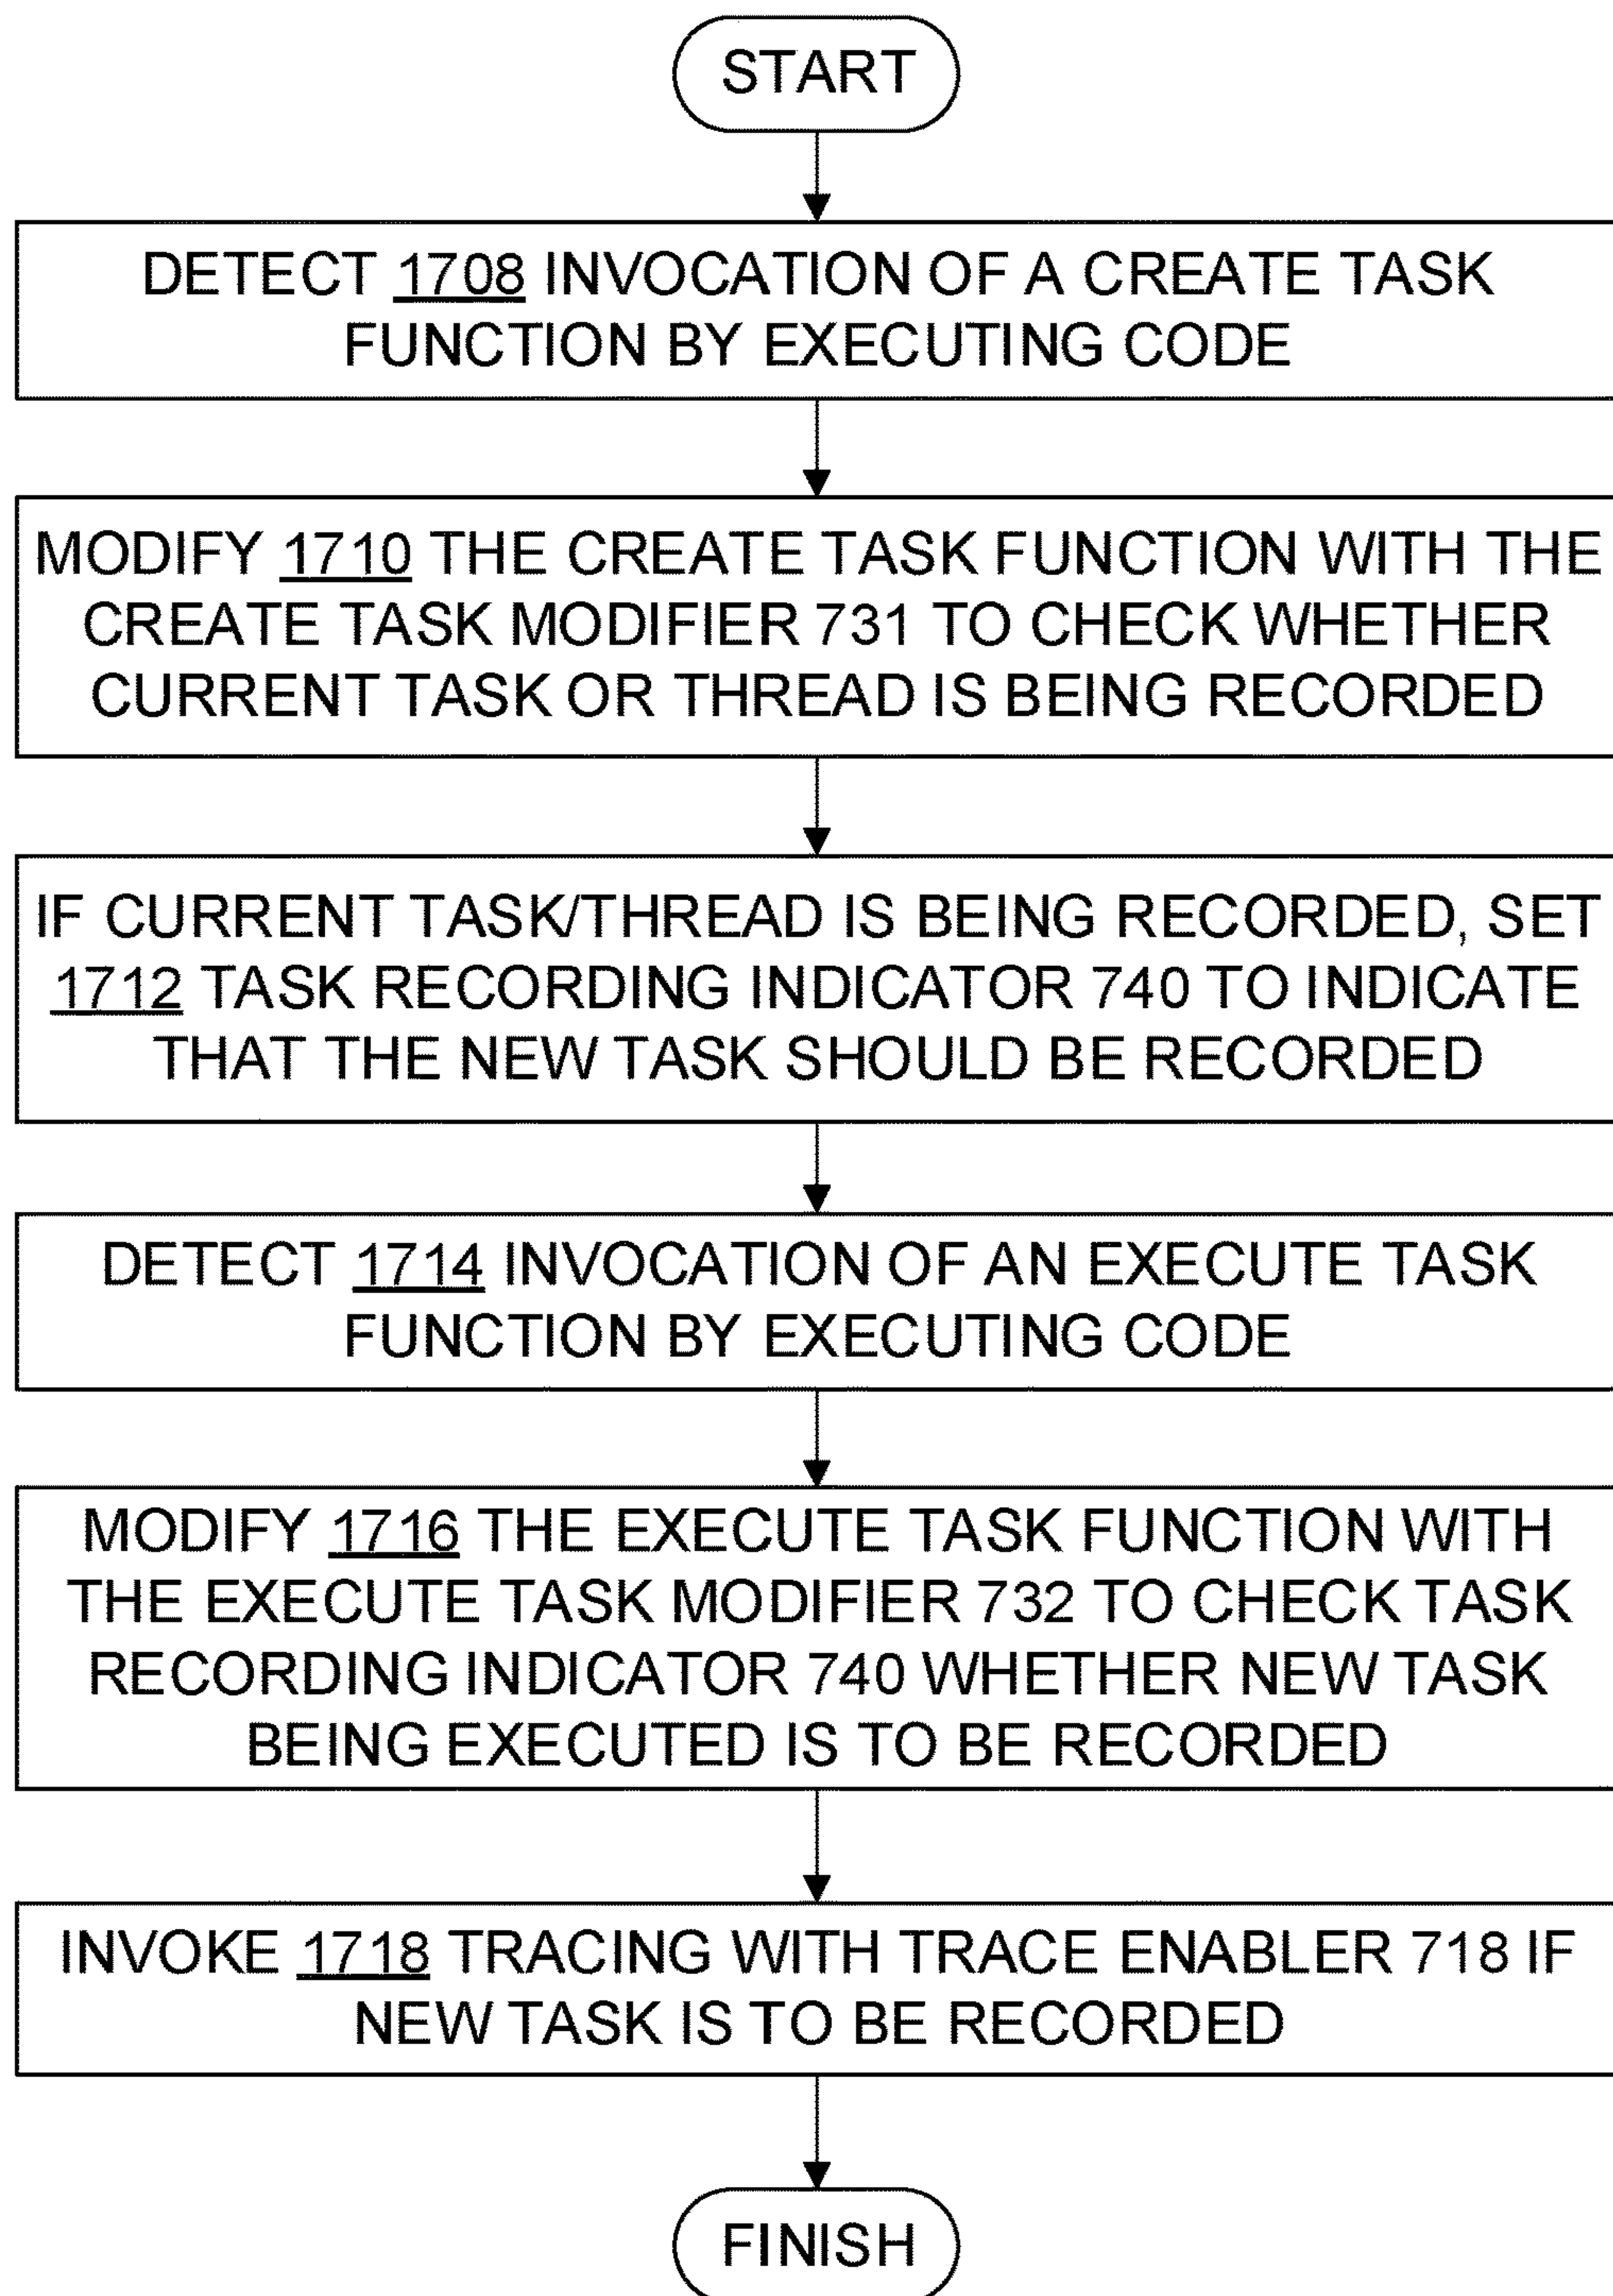 START
DETECT 1708 INVOCATION OF A CREATE TASK
FUNCTION BY EXECUTING CODE
MODIFY 1710 THE CREATE TASK FUNCTION WITH THE
CREATE TASK MODIFIER 731 TO CHECK WHETHER
CURRENT TASK OR THREAD IS BEING RECORDED
IF CURRENT TASK/THREAD IS BEING RECORDED, SET
1712 TASK RECORDING INDICATOR 740 TO INDICATE
THAT THE NEW TASK SHOULD BE RECORDED
DETECT 1714 INVOCATION OF AN EXECUTE TASK
FUNCTION BY EXECUTING CODE
MODIFY 1716 THE EXECUTE TASK FUNCTION WITH
THE EXECUTE TASK MODIFIER 732 TO CHECK TASK
RECORDING INDICATOR 740 WHETHER NEW TASK
BEING EXECUTED IS TO BE RECORDED
INVOKE 1718 TRACING WITH TRACE ENABLER 718 IF
NEW TASK IS TO BE RECORDED
FINISH